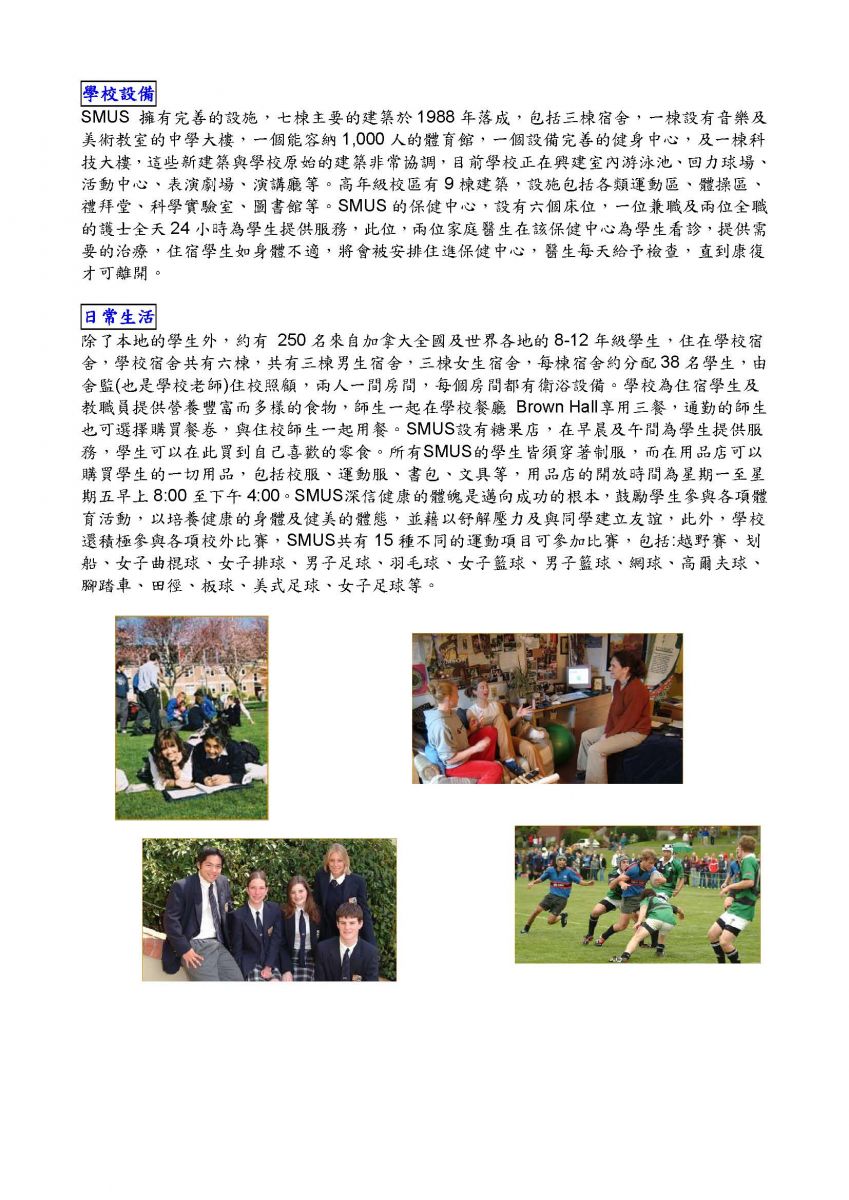 學校設備
SMUS 擁有完善的設施，七棟主要的建築於 1988 年落成，包括三棟宿舍，一棟設有音樂及
美術教室的中學大樓，一個能容納 1,000 人的體育館，一個設備完善的健身中心，及一棟科
技大樓，這些新建築與學校原始的建築非常協調，目前學校正在興建室內游泳池、回力球場、
活動中心、表演劇場、演講廳等。高年級校區有 9 棟建築，設施包括各類運動區、體操區、
禮拜堂、科學實驗室、圖書館等。SMUS 的保健中心，設有六個床位，一位兼職及兩位全職
的護士全天 24 小時為學生提供服務，此位，兩位家庭醫生在該保健中心為學生看診，提供需
要的治療，住宿學生如身體不適，將會被安排住進保健中心，醫生每天給予檢查，直到康復
才可離開。
日常生活
除了本地的學生外，約有 250 名來自加拿大全國及世界各地的 8-12 年級學生，住在學校宿
舍，學校宿舍共有六棟，共有三棟男生宿舍，三棟女生宿舍，每棟宿舍約分配 38 名學生，由
舍監(也是學校老師)住校照顧，兩人一間房間，每個房間都有衛浴設備。學校為住宿學生及
教職員提供營養豐富而多樣的食物，師生一起在學校餐廳 Brown Hall享用三餐，通勤的師生
也可選擇購買餐卷，與住校師生一起用餐。SMUS設有糖果店，在早晨及午間為學生提供服
務，學生可以在此買到自己喜歡的零食。所有SMUS的學生皆須穿著制服，而在用品店可以
購買學生的一切用品，包括校服、運動服、書包、文具等，用品店的開放時間為星期一至星
期五早上 8:00 至下午 4:00。SMUS深信健康的體魄是邁向成功的根本，鼓勵學生參與各項體
育活動，以培養健康的身體及健美的體態，並藉以舒解壓力及與同學建立友誼，此外，學校
還積極參與各項校外比賽，SMUS共有 15 種不同的運動項目可參加比賽，包括:越野賽、划
船、女子曲棍球、女子排球、男子足球、羽毛球、女子籃球、男子籃球、網球、高爾夫球、
腳踏車、田徑、板球、美式足球、女子足球等。